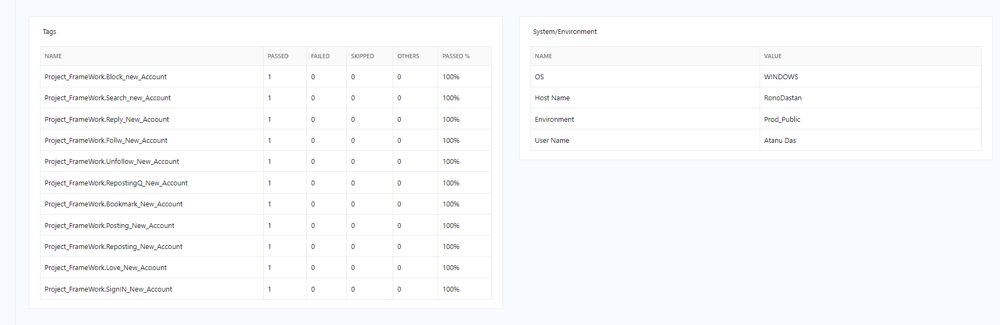 Tags
NAME PASSED FAILED SKIPPED OTHERS PASSED %
Project_FrameWork.Block_new_Account 1 0 0 0 100%
Project_FrameWork.Search_new_Account 1 0 0 0 100%
Project_FrameWork.Reply_New_Acoount 1 0 0 0 100%
Project_FrameWork.Follw_New_Account 1 0 0 0 100%
Project_FrameWork.Unfollow_New_Account 1 0 0 0 100%
Project_FrameWork.RepostingQ_New_Account 1 0 0 0 100%
Project_FrameWork.Bookmark_New_Account 1 0 0 0 100%
Project_FrameWork.Posting_New_Account 1 0 0 0 100%
Project_FrameWork.Reposting_New_Account 1 0 0 0 100%
Project_FrameWork.Love_New_Acoount 1 0 0 0 100%
Project_FrameWork.SignIN_New_Account 1 0 0 0 100%
System/Environment
NAME VALUE
OS WINDOWS
Host Name RonoDastan
Environment Prod_Public
User Name Atanu Das